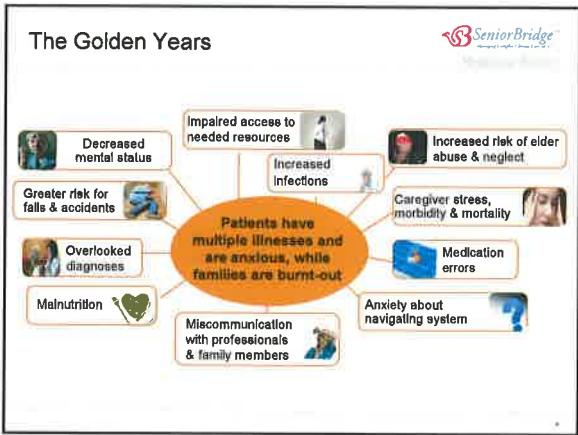 The Golden Years
SeniorBridge
Impaired access to
needed resources
Decreased
mental status
Increased
infections
Increased risk of elder
abuse & neglect
Greater risk for
falls & accidents
Caregiver stress,
morbidity & mortality
Patients have
multiple illnesses and
are anxious, while
families are burnt-out
Overlooked
diagnoses
Medication
errors
Malnutrition
Anxiety about
navigating system
Miscommunication
with professionals
& family members